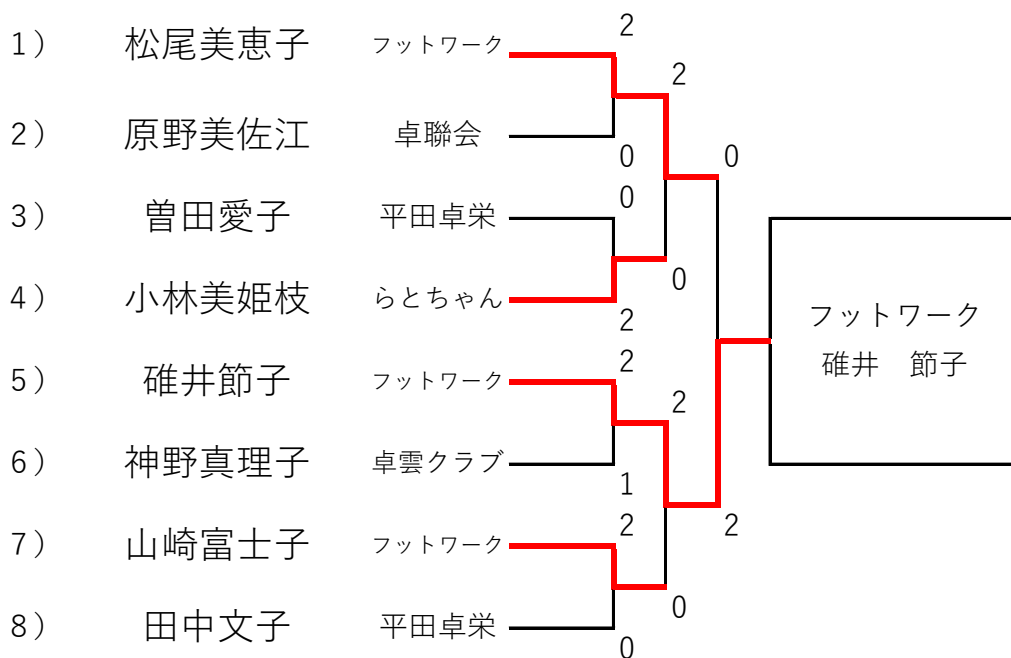 1） 松尾美恵子 フットワーク 2
2
2） 原野美佐江 卓聯会 0
0
3） 曽田愛子 平田卓栄 0
0
4） 小林美姫枝 らとちゃん 2
フットワーク
碓井　節子
5） 碓井節子 フットワーク 2
2
6） 神野真理子 卓雲クラブ 1
2
7） 山崎富士子 フットワーク 2
0
8） 田中文子 平田卓栄 0